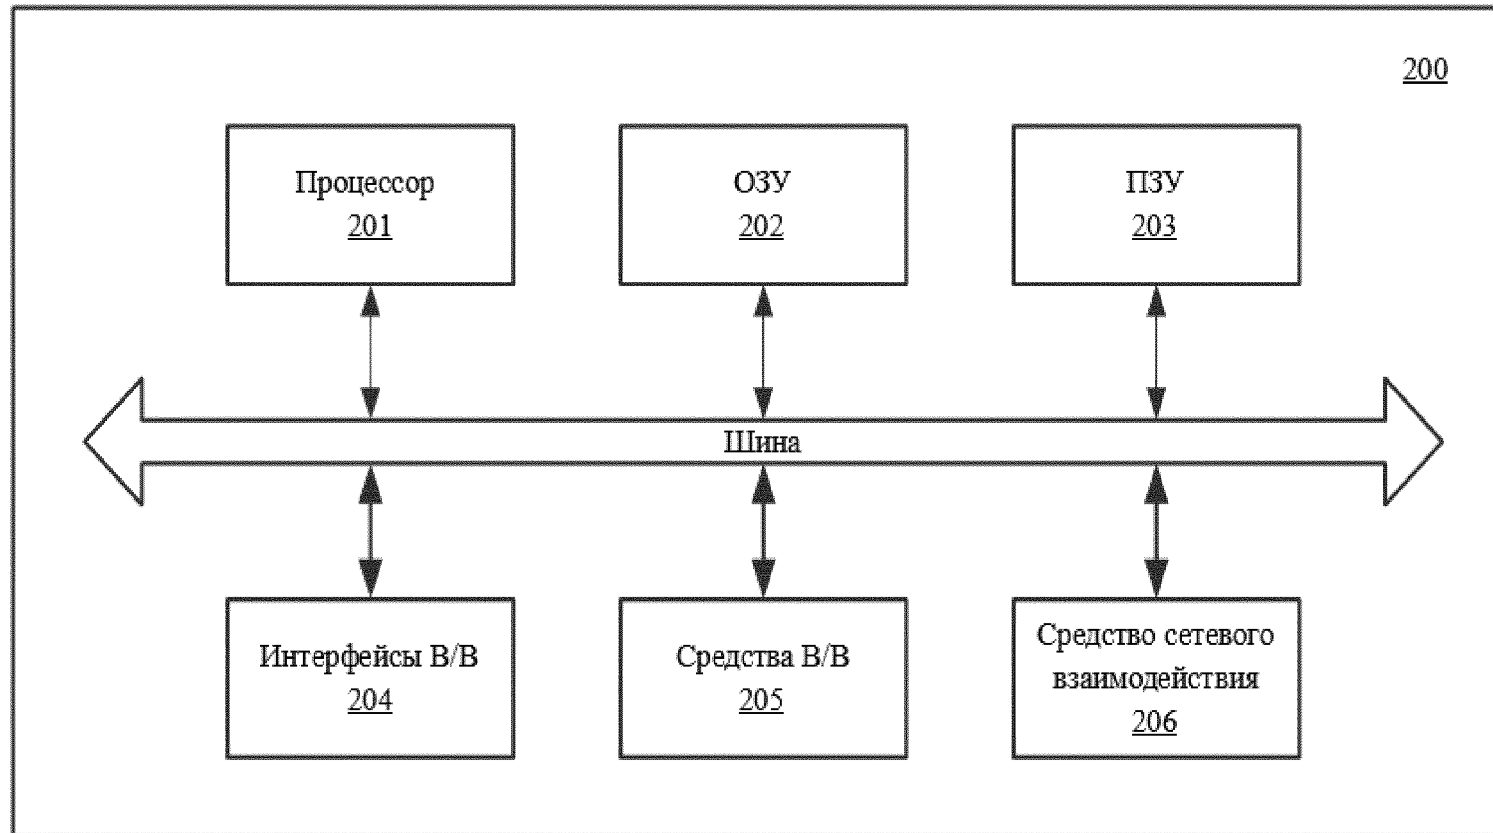 200
Процессор
201
ОЗУ
202
ПЗУ
203
Шина
Интерфейсы В/В
204
Средства В/В
205
Средство сетевого
взаимодействия
206